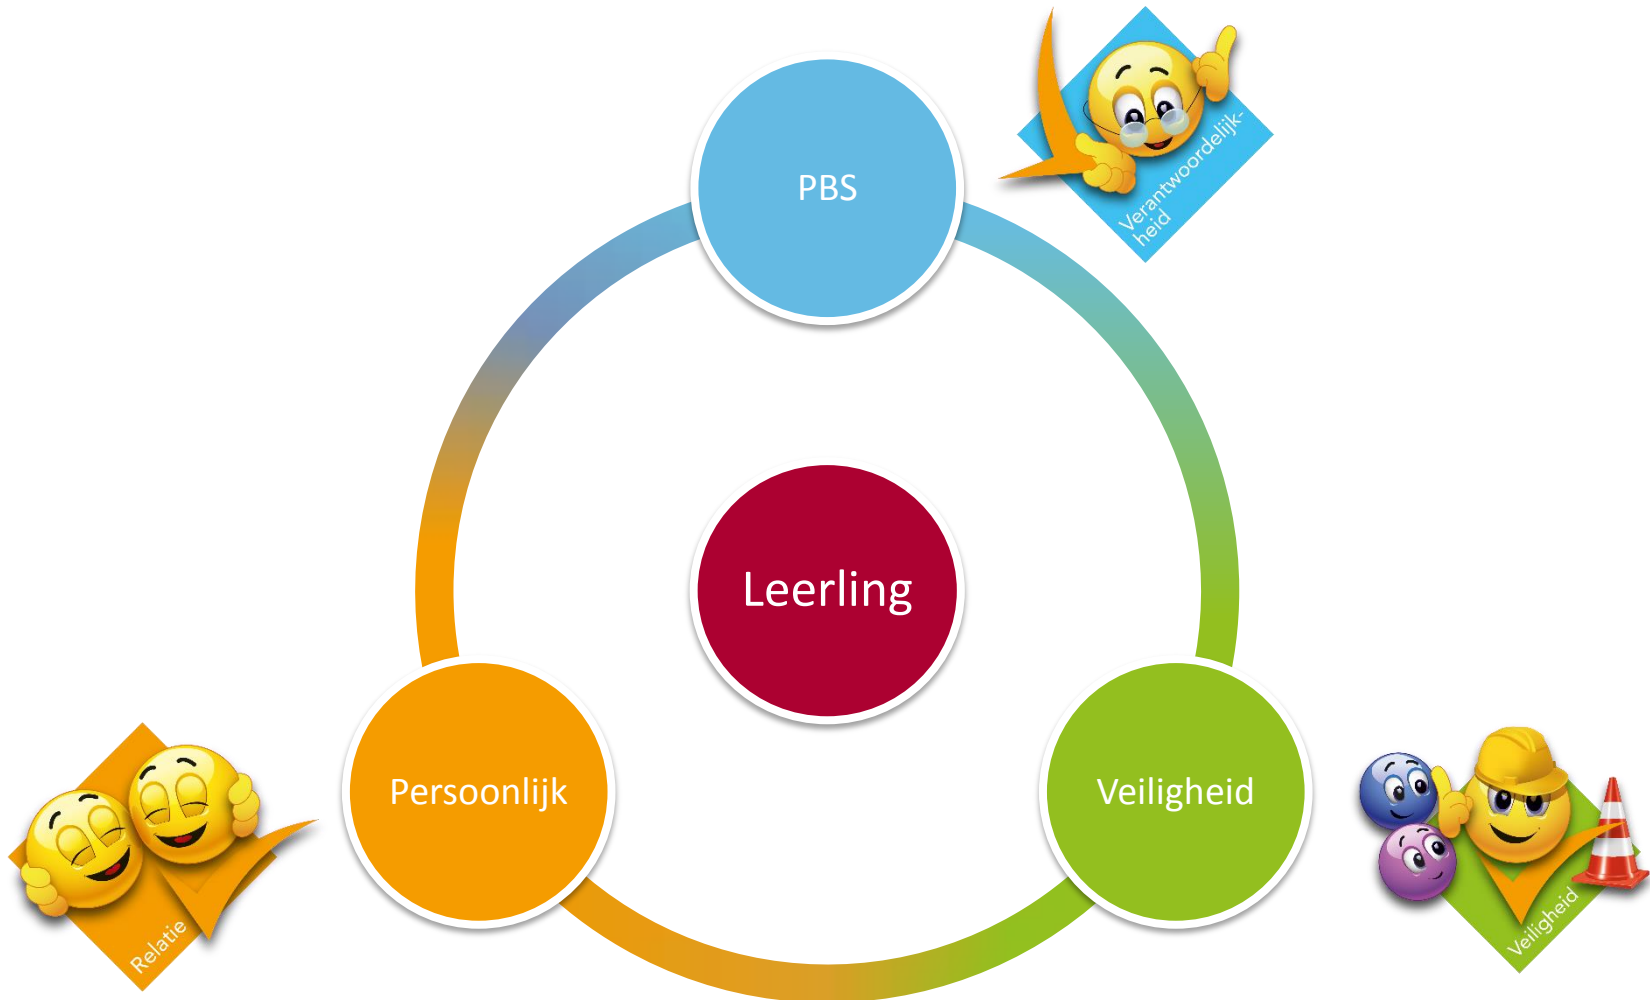 PBS
Verantwoordelijk-
heid
Leerling
Persoonlijk
Veiligheid
Relatie
Veiligheid